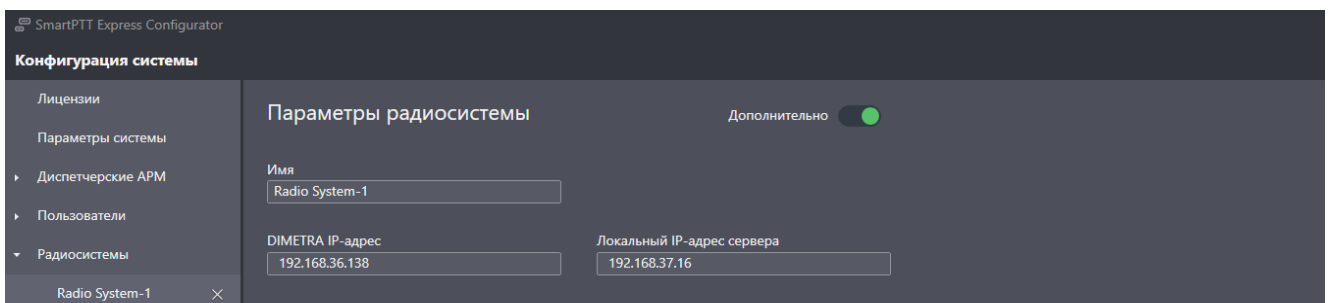 SmartPTT Express Configurator
Конфигурация системы
Лицензии
Параметры системы
Диспетчерские АРМ
Пользователи
Радиосистемы
Radio System-1
Параметры радиосистемы
Дополнительно
Имя
Radio System-1
DIMETRA IP-адрес
Локальный IP-адрес сервера
192.168.36.138
192.168.37.16